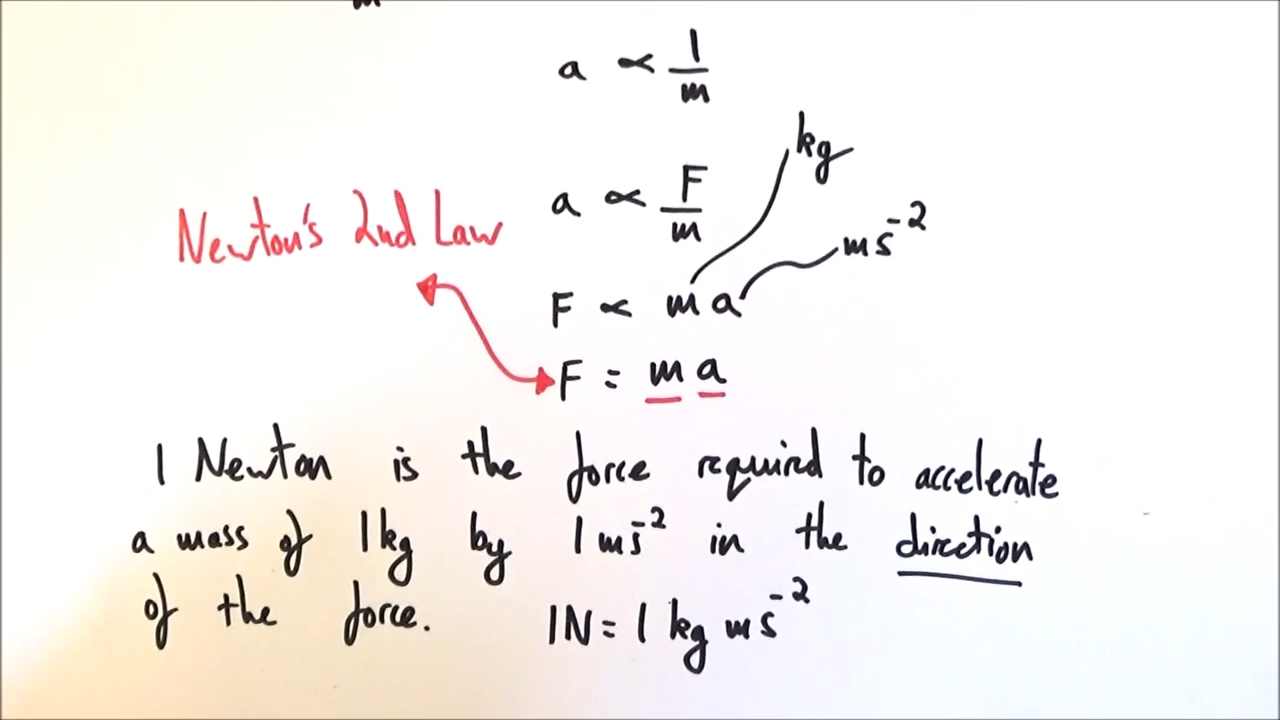 a ∝ 1/m
kg
a ∝ F/m
Newton's 2nd Law
ms⁻²
F ∝ ma
F = ma
1 Newton is the force required to accelerate
a mass of 1kg by 1ms⁻² in the direction
of the force. 1N = 1 kg ms⁻²